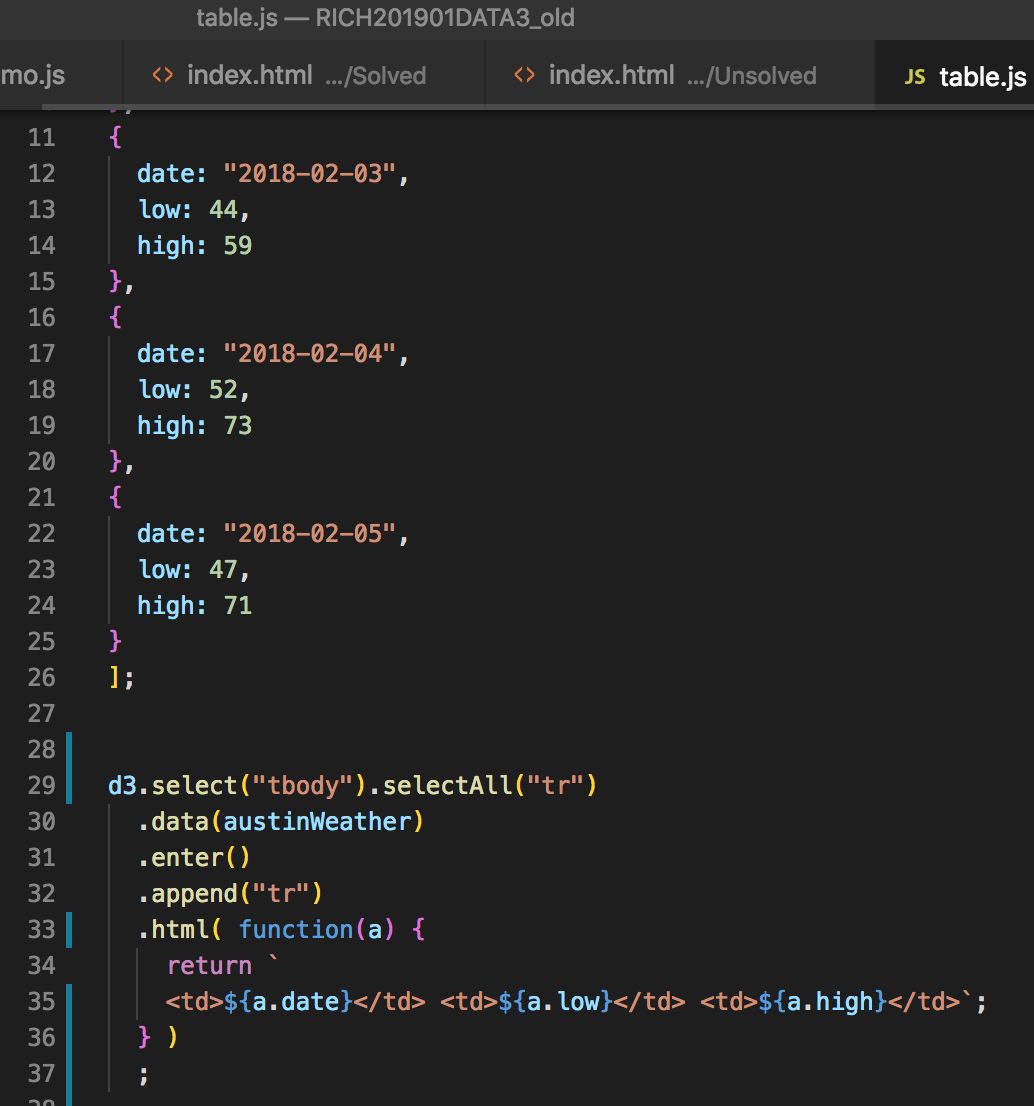 table.js — RICH201901DATA3_old
mo.js <> index.html .../Solved <> index.html .../Unsolved JS table.js
11 {
12 date: "2018-02-03",
13 low: 44,
14 high: 59
15 },
16 {
17 date: "2018-02-04",
18 low: 52,
19 high: 73
20 },
21 {
22 date: "2018-02-05",
23 low: 47,
24 high: 71
25 }
26 ];
27
28
29 d3.select("tbody").selectAll("tr")
30 .data(austinWeather)
31 .enter()
32 .append("tr")
33 .html( function(a) {
34 return `
35 <td>${a.date}</td> <td>${a.low}</td> <td>${a.high}</td>`;
36 } )
37 ;